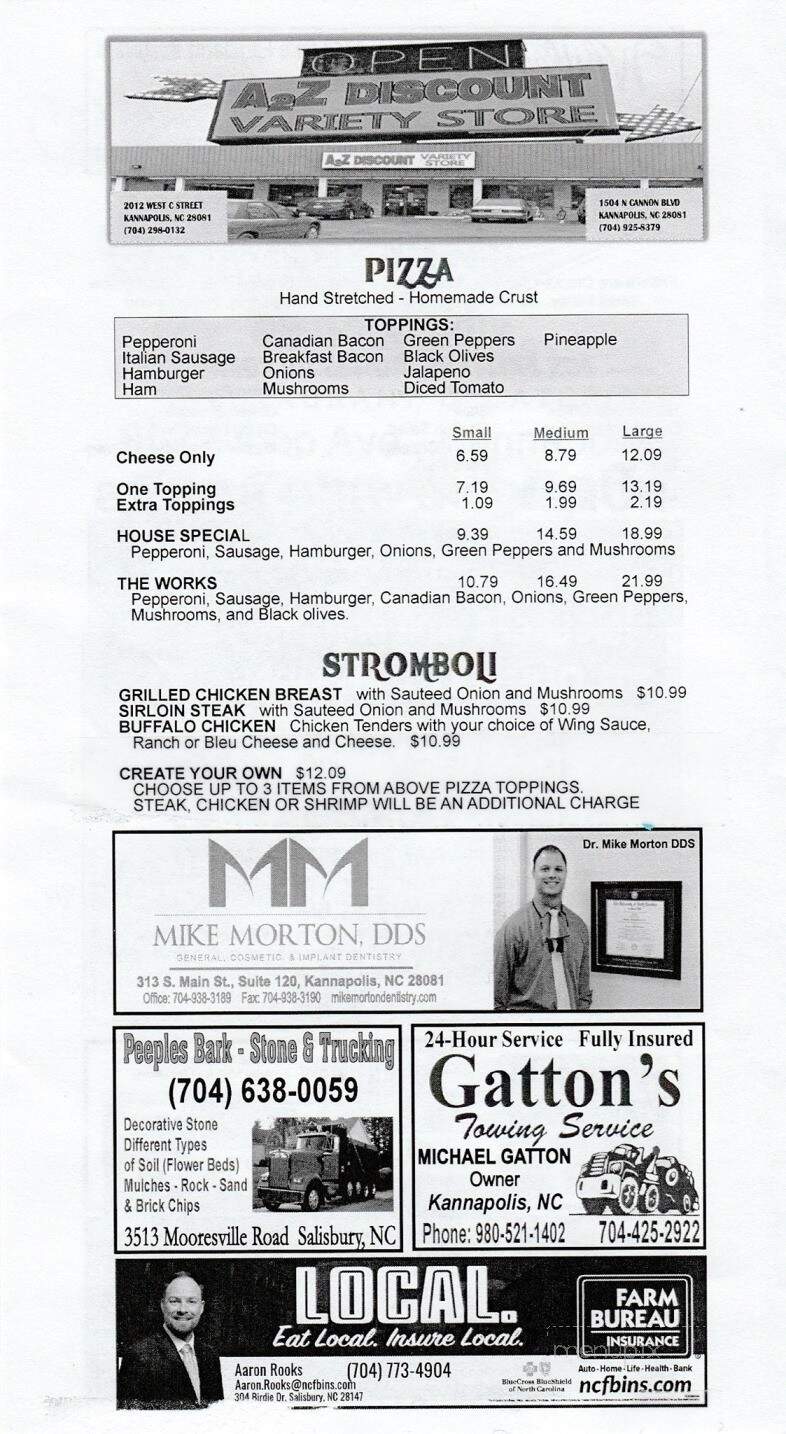 OPEN
A2Z DISCOUNT
VARIETY STORE
A2Z DISCOUNT VARIETY STORE
2012 WEST C STREET
KANNAPOLIS, NC 28081
(704) 298-0132
1504 N CANNON BLVD
KANNAPOLIS, NC 28081
(704) 925-8379
PIZZA
Hand Stretched - Homemade Crust
TOPPINGS:
Pepperoni Canadian Bacon Green Peppers Pineapple
Italian Sausage Breakfast Bacon Black Olives
Hamburger Onions Jalapeno
Ham Mushrooms Diced Tomato
Small Medium Large
Cheese Only 6.59 8.79 12.09
One Topping 7.19 9.69 13.19
Extra Toppings 1.09 1.99 2.19
HOUSE SPECIAL 9.39 14.59 18.99
Pepperoni, Sausage, Hamburger, Onions, Green Peppers and Mushrooms
THE WORKS 10.79 16.49 21.99
Pepperoni, Sausage, Hamburger, Canadian Bacon, Onions, Green Peppers,
Mushrooms, and Black olives.
STROMBOLI
GRILLED CHICKEN BREAST with Sauteed Onion and Mushrooms $10.99
SIRLOIN STEAK with Sauteed Onion and Mushrooms $10.99
BUFFALO CHICKEN Chicken Tenders with your choice of Wing Sauce,
Ranch or Bleu Cheese and Cheese. $10.99
CREATE YOUR OWN $12.09
CHOOSE UP TO 3 ITEMS FROM ABOVE PIZZA TOPPINGS.
STEAK, CHICKEN OR SHRIMP WILL BE AN ADDITIONAL CHARGE
MM
MIKE MORTON, DDS
GENERAL, COSMETIC & IMPLANT DENTISTRY
313 S. Main St., Suite 120, Kannapolis, NC 28081
Office: 704-938-3189 Fax: 704-938-3190 mikemortondentistry.com
Dr. Mike Morton DDS
Peeples Bark - Stone & Trucking
(704) 638-0059
Decorative Stone
Different Types
of Soil (Flower Beds)
Mulches - Rock - Sand
& Brick Chips
3513 Mooresville Road Salisbury, NC
24-Hour Service Fully Insured
Gatton's
Towing Service
MICHAEL GATTON
Owner
Kannapolis, NC
Phone: 980-521-1402 704-425-2922
LOCAL.
Eat Local. Insure Local.
FARM
BUREAU
INSURANCE
menupix
Aaron Rooks (704) 773-4904
Aaron.Rooks@ncfbins.com
304 Birdie Dr. Salisbury, NC 28147
BlueCross BlueShield
of North Carolina
Auto·Home·Life·Health·Bank
ncfbins.com